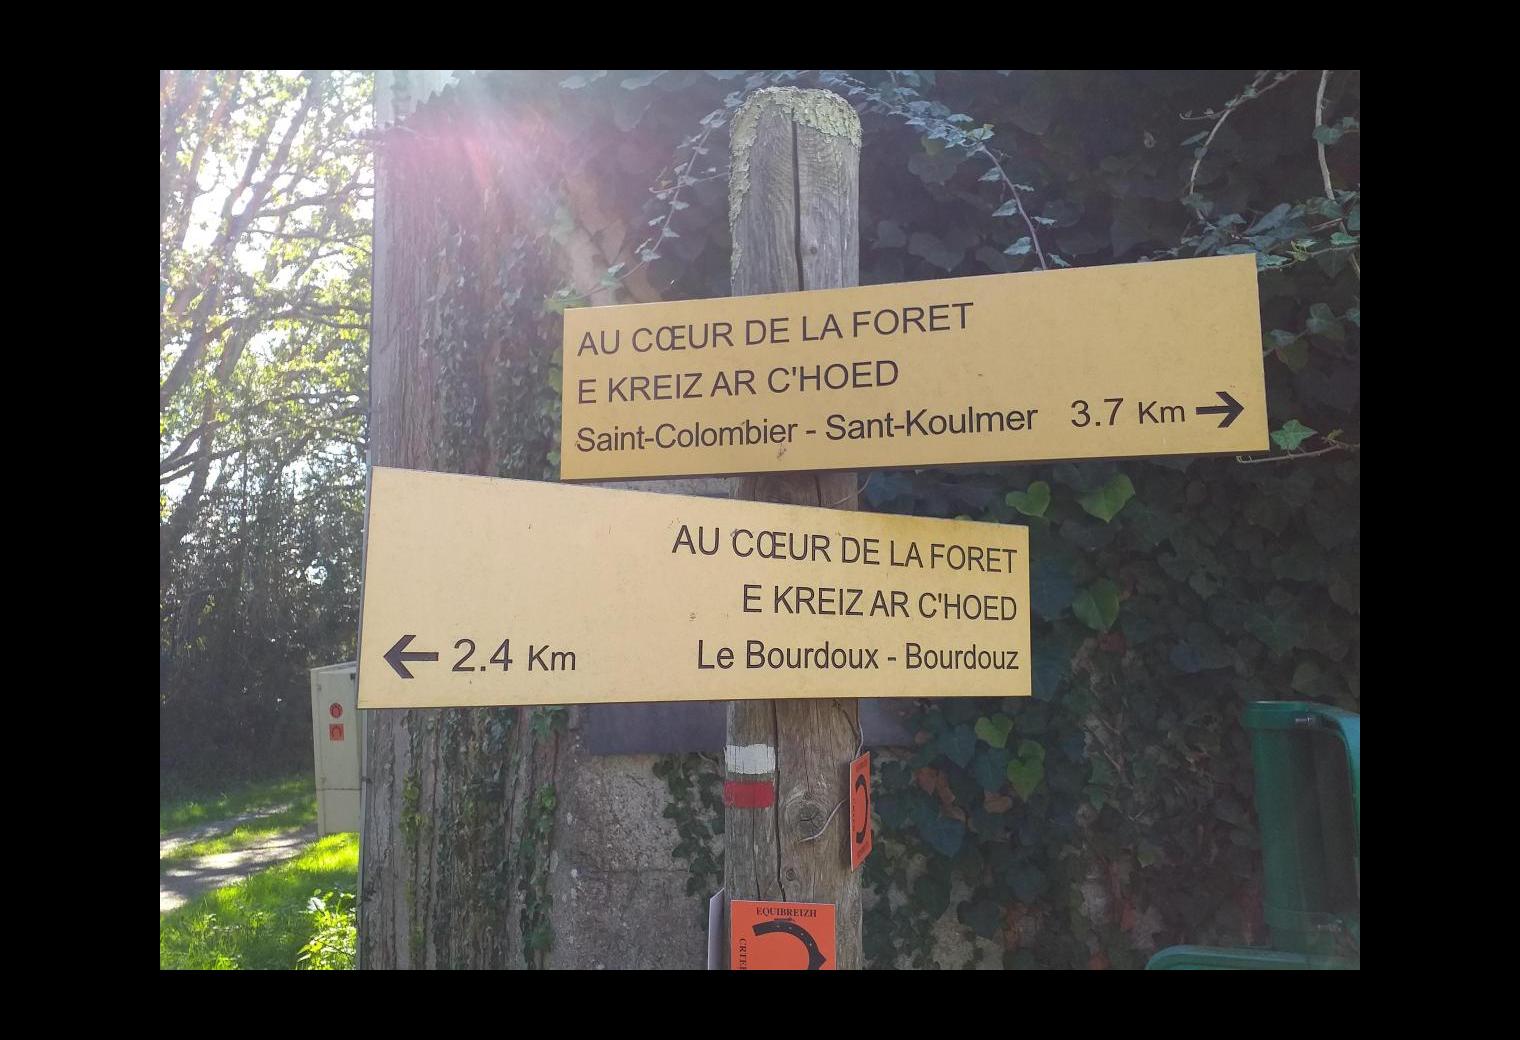 AU CŒUR DE LA FORET
E KREIZ AR C'HOED
Saint-Colombier - Sant-Koulmer 3.7 Km →
AU CŒUR DE LA FORET
E KREIZ AR C'HOED
← 2.4 Km Le Bourdoux - Bourdouz
EQUIBREIZH